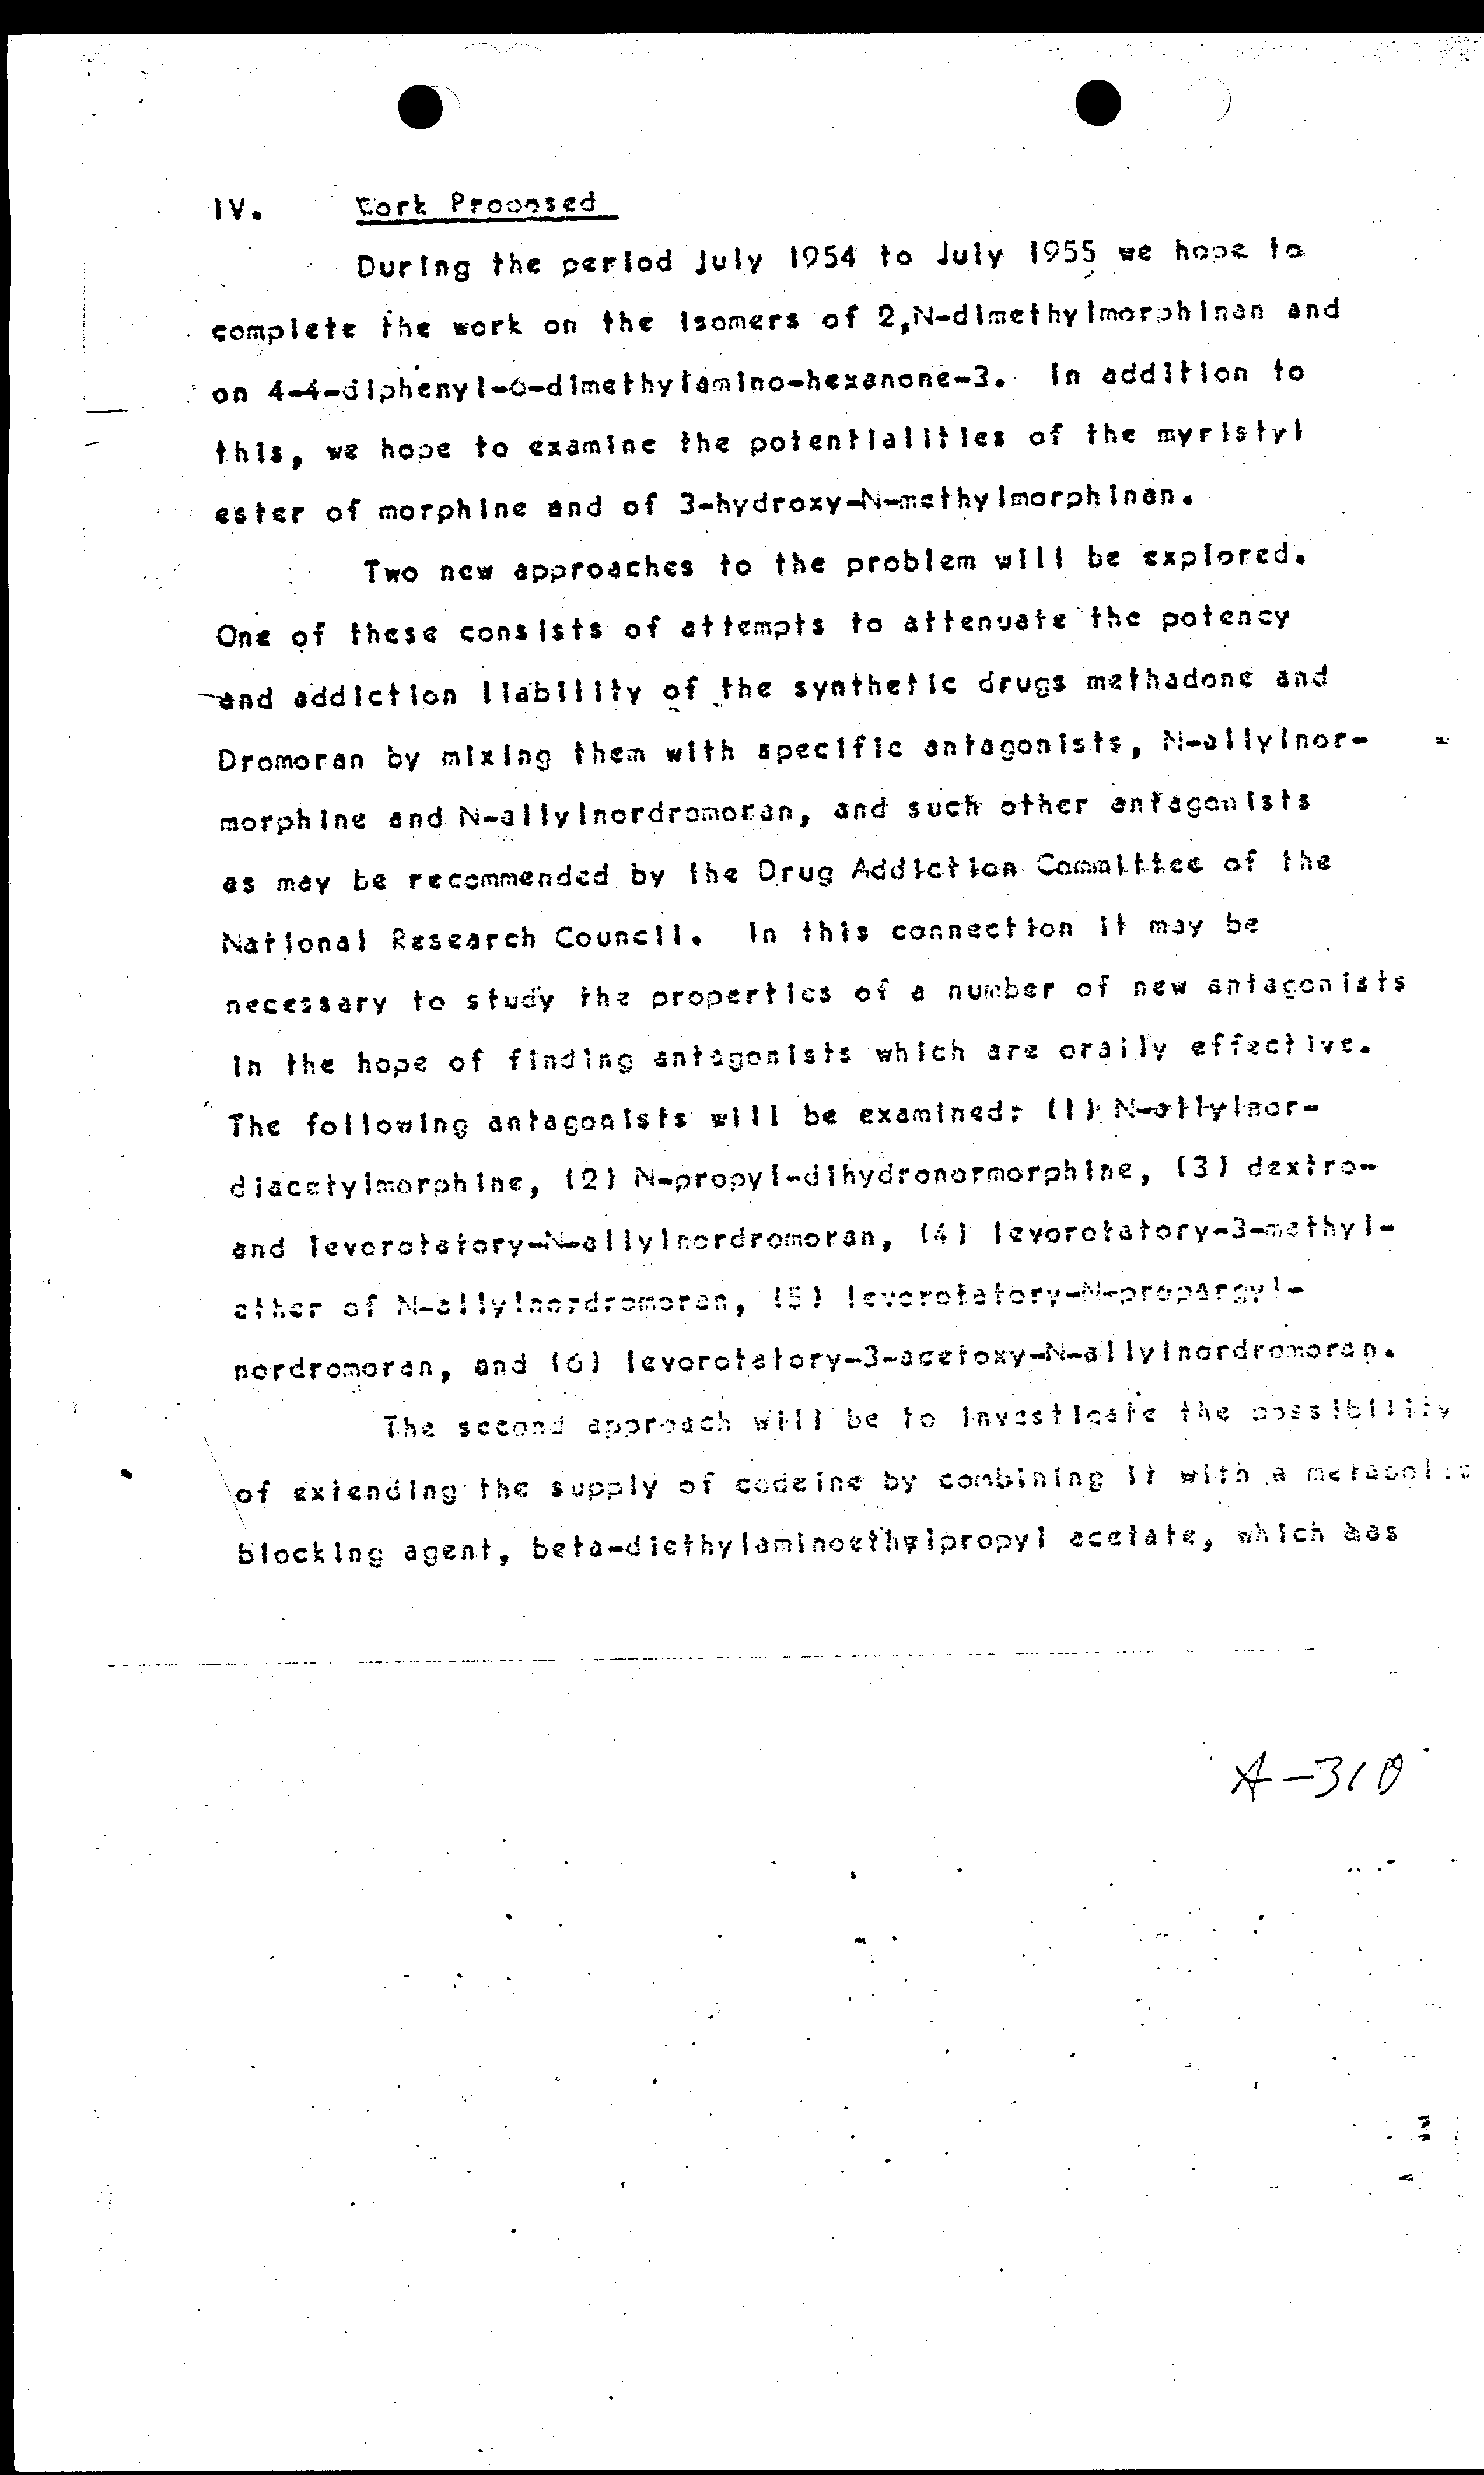 IV. Work Proposed
During the period July 1954 to July 1955 we hope to
complete the work on the isomers of 2,N-dimethylmorphinan and
on 4-4-diphenyl-6-dimethylamino-hexanone-3. In addition to
this, we hope to examine the potentialities of the myristyl
ester of morphine and of 3-hydroxy-N-methylmorphinan.
Two new approaches to the problem will be explored.
One of these consists of attempts to attenuate the potency
and addiction liability of the synthetic drugs methadone and
Dromoran by mixing them with specific antagonists, N-allylnor-
morphine and N-allylnordromoran, and such other antagonists
as may be recommended by the Drug Addiction Committee of the
National Research Council. In this connection it may be
necessary to study the properties of a number of new antagonists
in the hope of finding antagonists which are orally effective.
The following antagonists will be examined: (1) N-allylnor-
diacetylmorphine, (2) N-propyl-dihydronormorphine, (3) dextro-
and levorotatory-N-allylnordromoran, (4) levorotatory-3-methyl-
ether of N-allylnordromoran, (5) levorotatory-N-propargyl-
nordromoran, and (6) levorotatory-3-acetoxy-N-allylnordromoran.
The second approach will be to investigate the possibility
of extending the supply of codeine by combining it with a metabolic
blocking agent, beta-diethylaminoethylpropyl acetate, which has
A-310